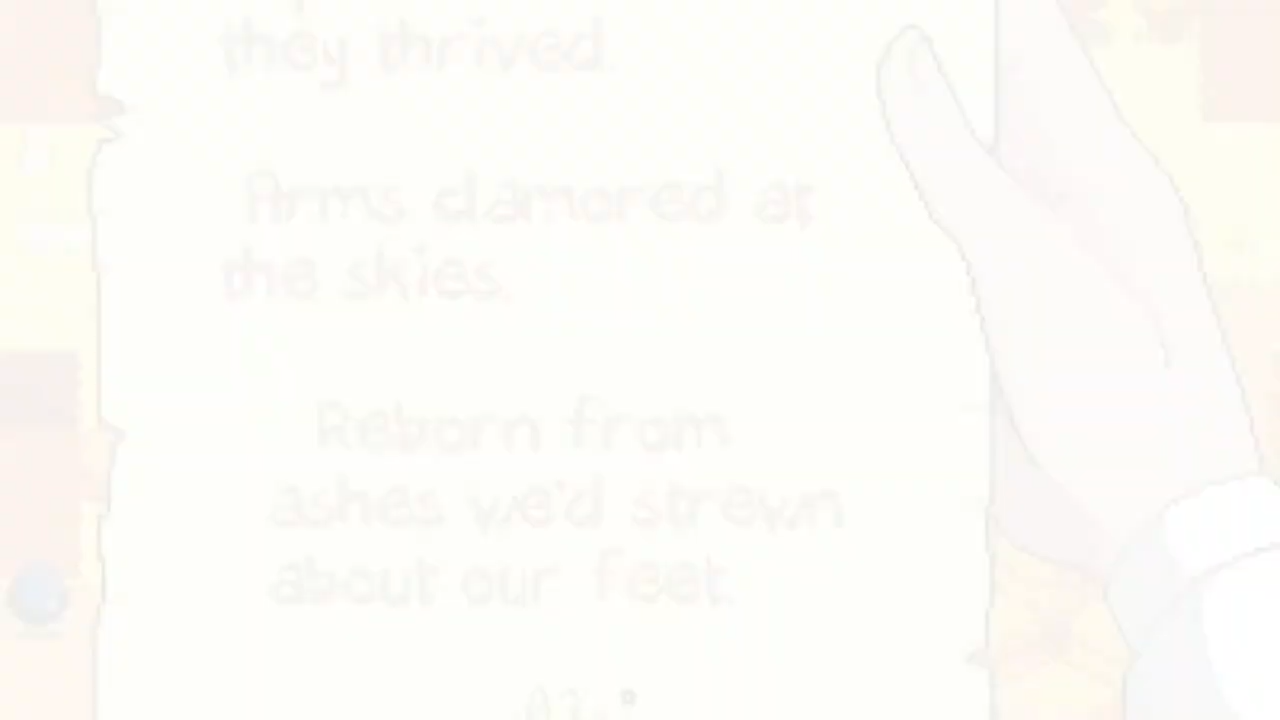 they thrived.
Arms clamored at
the skies.
Reborn from
ashes we'd strewn
about our feet.